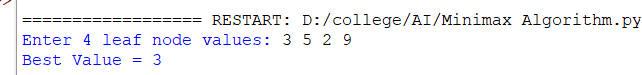 ================== RESTART: D:/college/AI/Minimax Algorithm.py
Enter 4 leaf node values: 3 5 2 9
Best Value = 3